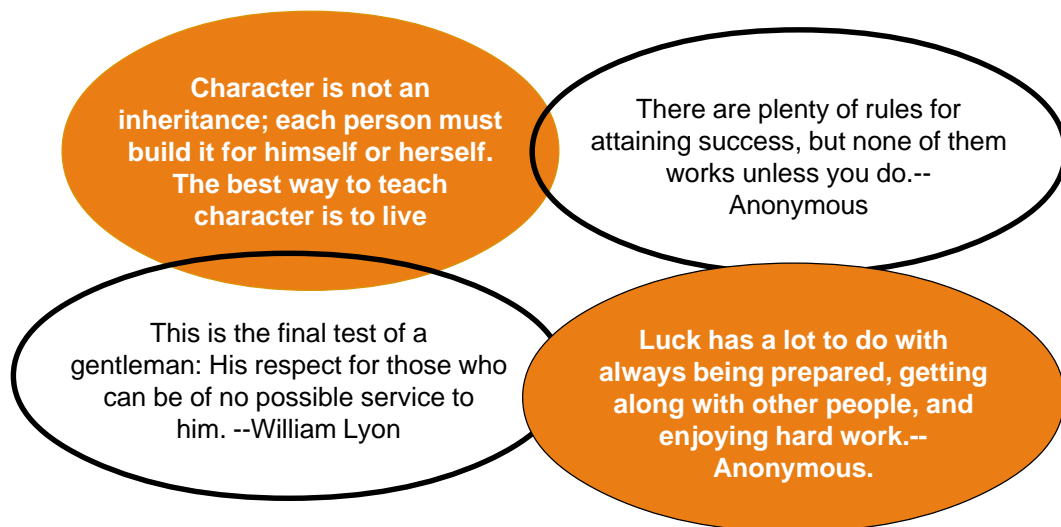 Character is not an
inheritance; each person must
build it for himself or herself.
The best way to teach
character is to live
There are plenty of rules for
attaining success, but none of them
works unless you do.--
Anonymous
This is the final test of a
gentleman: His respect for those who
can be of no possible service to
him. --William Lyon
Luck has a lot to do with
always being prepared, getting
along with other people, and
enjoying hard work.--
Anonymous.